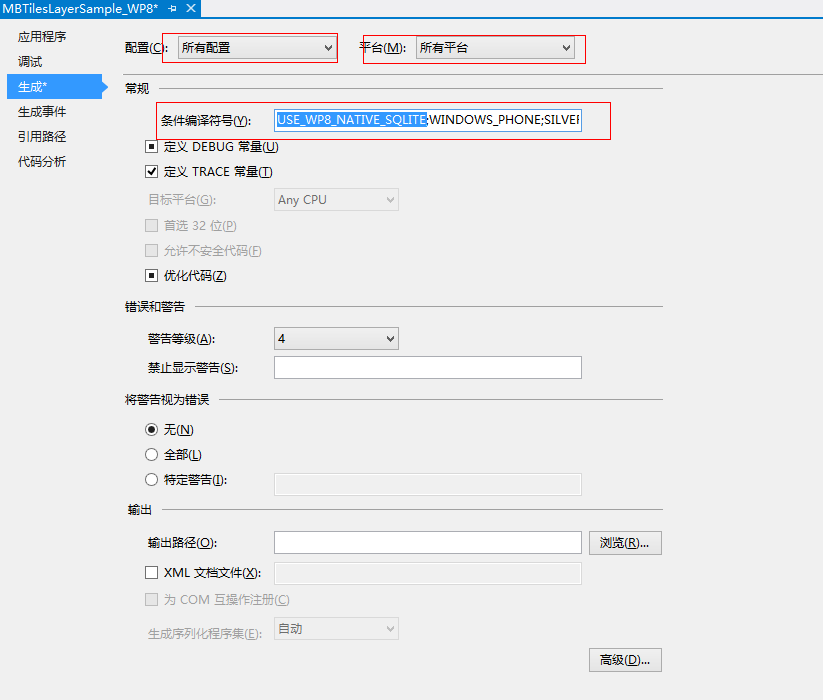 MBTilesLayerSample_WP8*
应用程序
调试
生成*
生成事件
引用路径
代码分析
配置(C): 所有配置 平台(M): 所有平台
常规
条件编译符号(Y): USE_WP8_NATIVE_SQLITE;WINDOWS_PHONE;SILVER
定义 DEBUG 常量(U)
定义 TRACE 常量(T)
目标平台(G): Any CPU
首选 32 位(P)
允许不安全代码(F)
优化代码(Z)
错误和警告
警告等级(A): 4
禁止显示警告(S):
将警告视为错误
无(N)
全部(L)
特定警告(I):
输出
输出路径(O): 浏览(R)...
XML 文档文件(X):
为 COM 互操作注册(C)
生成序列化程序集(E): 自动
高级(D)...